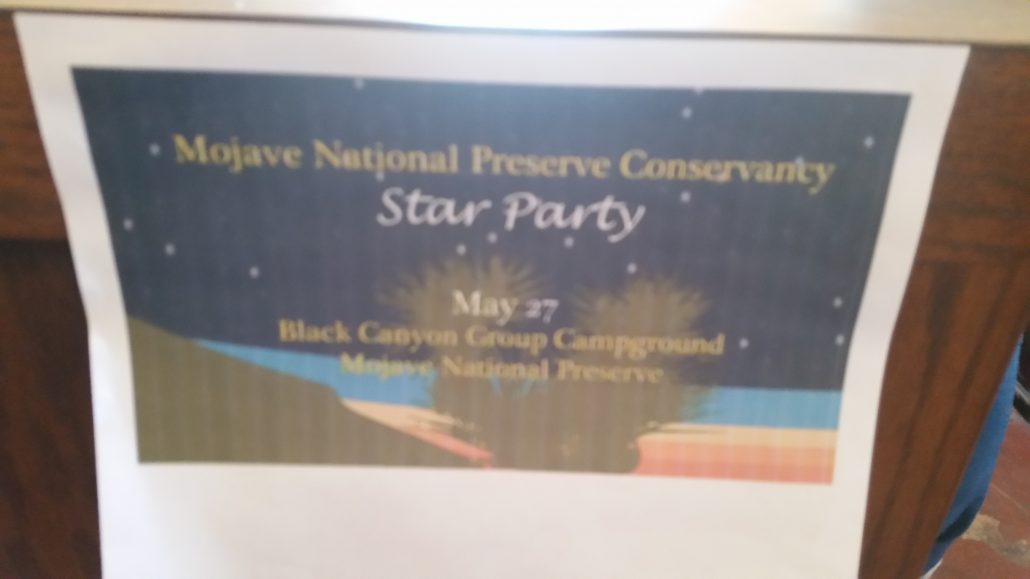 Mojave National Preserve Conservancy
Star Party
May 27
Black Canyon Group Campground
Mojave National Preserve